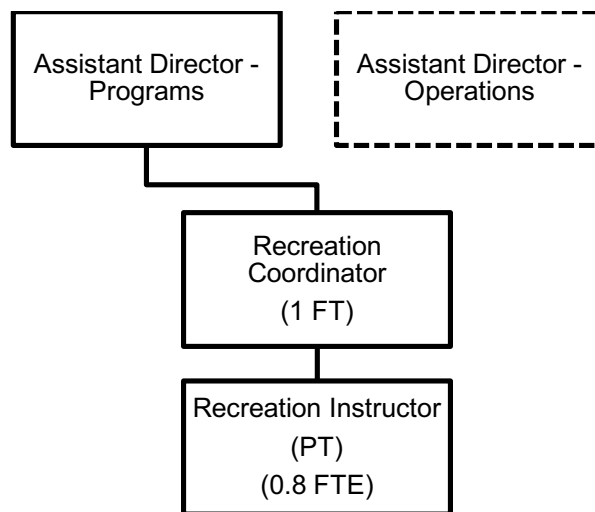 Assistant Director -
Programs
Assistant Director -
Operations
Recreation
Coordinator
(1 FT)
Recreation Instructor
(PT)
(0.8 FTE)